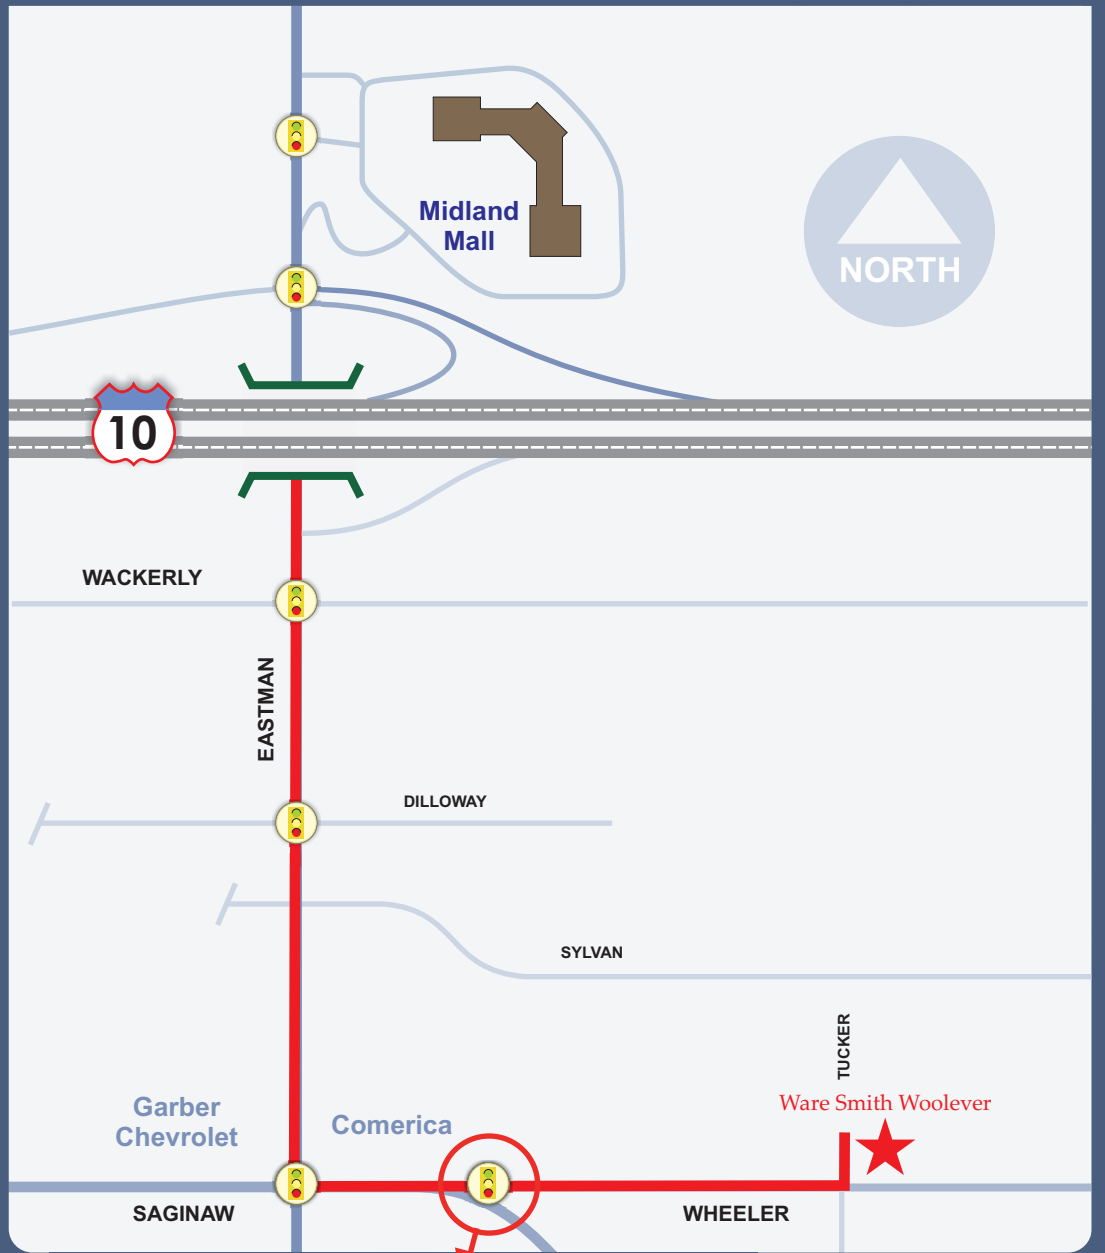 Midland
Mall
NORTH
10
WACKERLY
EASTMAN
DILLOWAY
SYLVAN
TUCKER
Ware Smith Woolever
Garber
Chevrolet
Comerica
SAGINAW
WHEELER